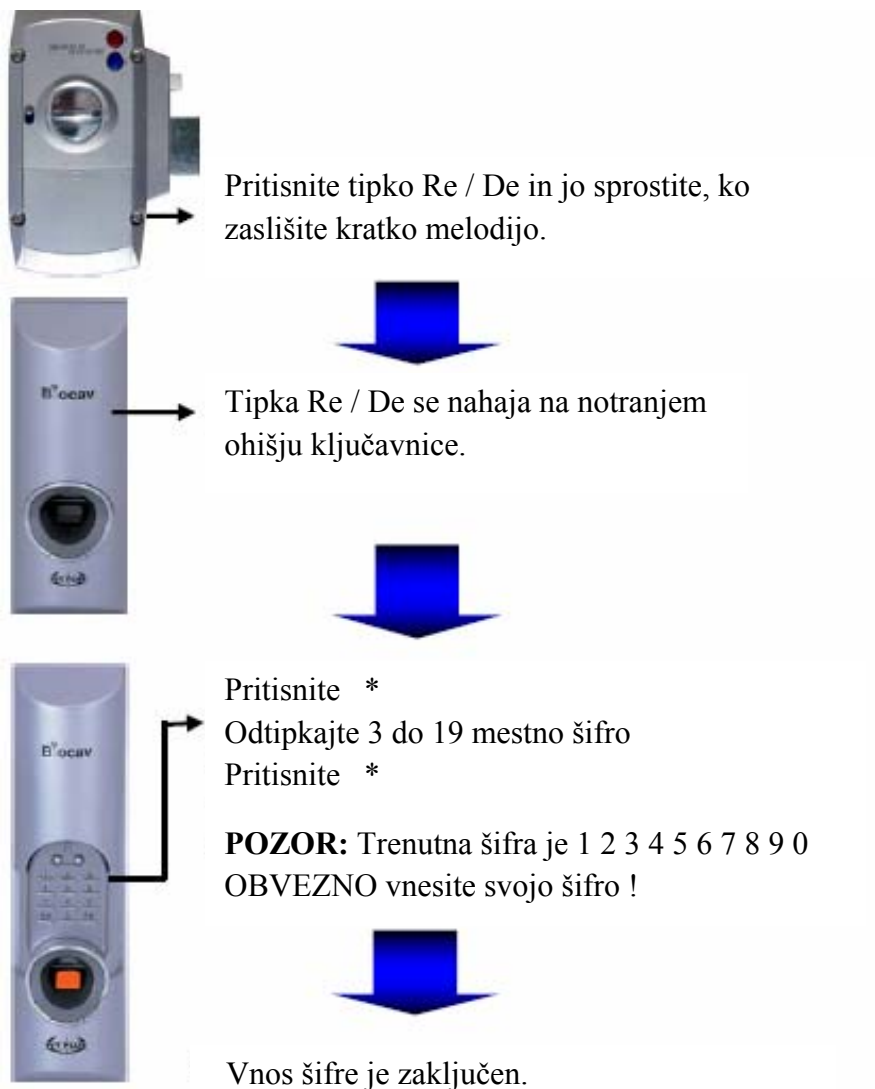 Pritisnite tipko Re / De in jo sprostite, ko
zaslišite kratko melodijo.
Tipka Re / De se nahaja na notranjem
ohišju ključavnice.
Pritisnite *
Odtipkajte 3 do 19 mestno šifro
Pritisnite *
POZOR: Trenutna šifra je 1 2 3 4 5 6 7 8 9 0
OBVEZNO vnesite svojo šifro !
Vnos šifre je zaključen.